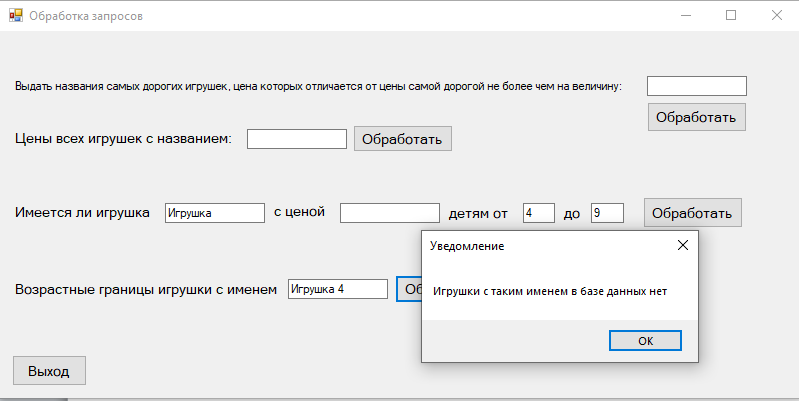 Обработка запросов
Выдать названия самых дорогих игрушек, цена которых отличается от цены самой дорогой не более чем на величину:
Обработать
Цены всех игрушек с названием:
Обработать
Имеется ли игрушка
Игрушка
с ценой
детям от
4
до
9
Обработать
Возрастные границы игрушки с именем
Игрушка 4
Об
Уведомление
Игрушки с таким именем в базе данных нет
ОК
Выход